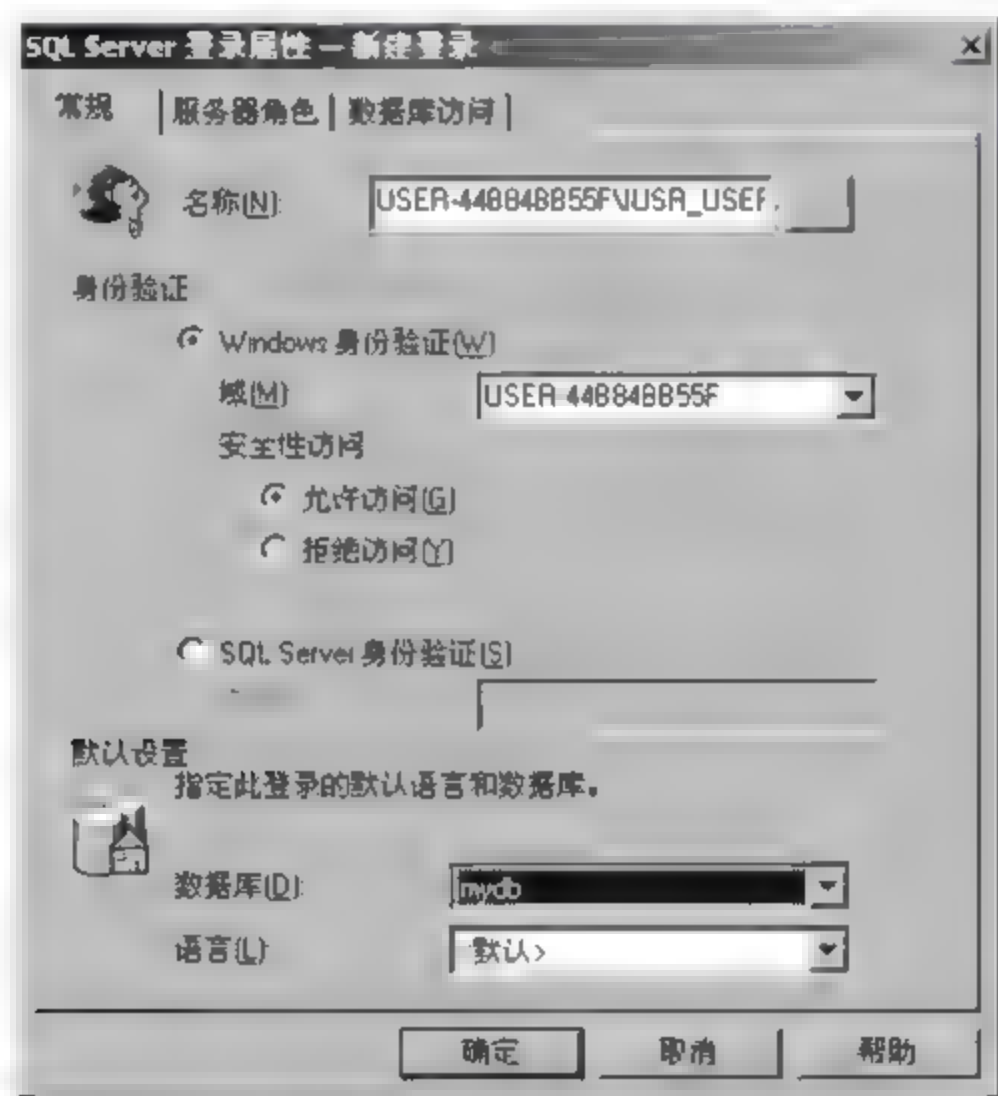 SQL Server 登录属性 – 新建登录
常规 服务器角色 数据库访问
名称(N):
USER-44B84BB55F\IUSR_USEF
身份验证
Windows 身份验证(W)
域(M)
USER-44B84BB55F
安全性访问
允许访问(G)
拒绝访问(Y)
SQL Server 身份验证(S)
默认设置
指定此登录的默认语言和数据库。
数据库(D):
mydb
语言(L)
默认>
确定 取消 帮助